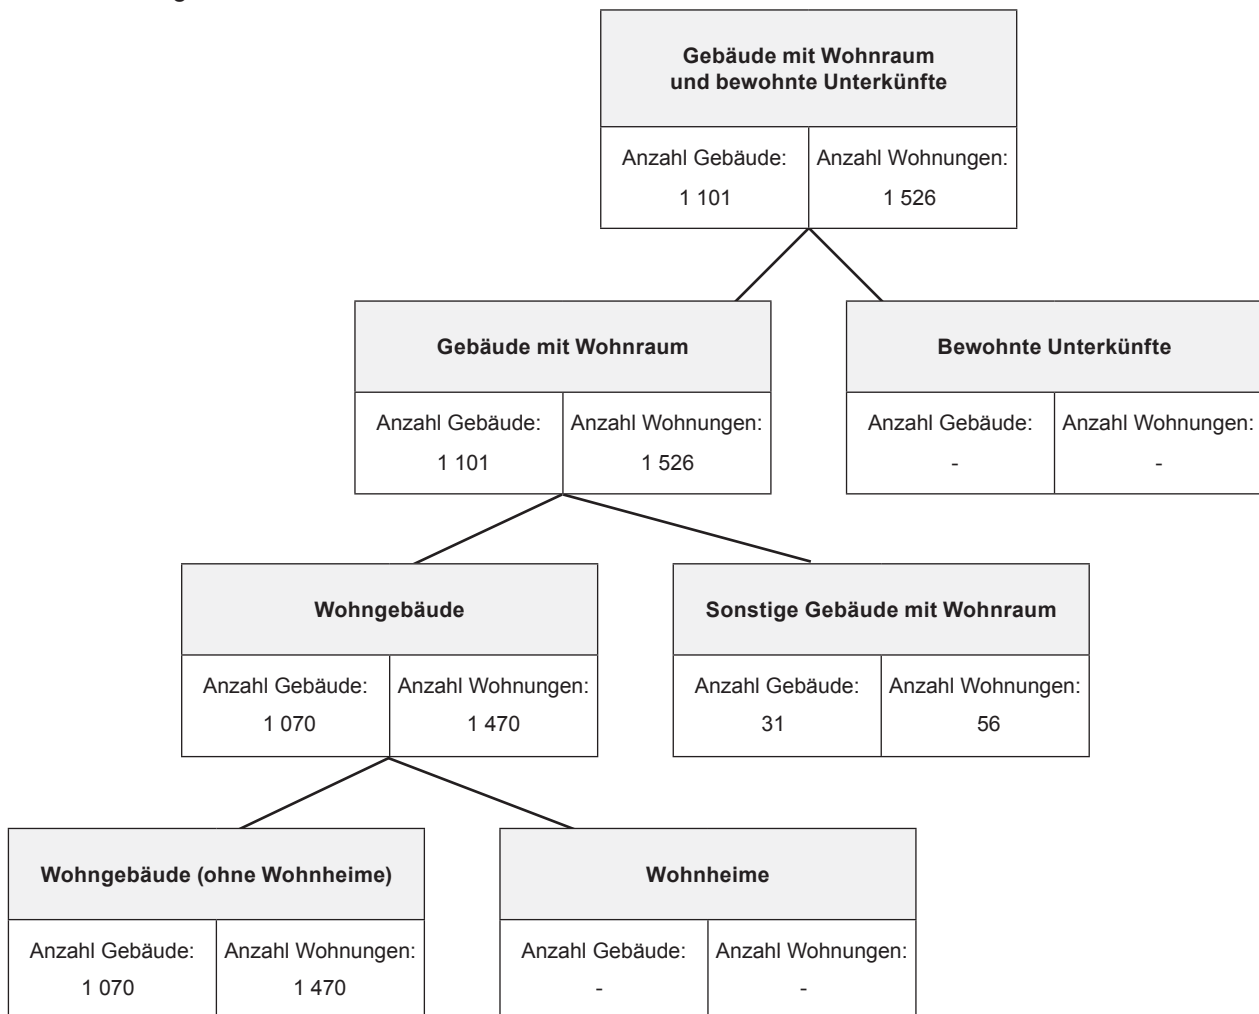 Gebäude mit Wohnraum
und bewohnte Unterkünfte
Anzahl Gebäude: Anzahl Wohnungen:
1 101 1 526
Gebäude mit Wohnraum
Anzahl Gebäude: Anzahl Wohnungen:
1 101 1 526
Bewohnte Unterkünfte
Anzahl Gebäude: Anzahl Wohnungen:
- -
Wohngebäude
Anzahl Gebäude: Anzahl Wohnungen:
1 070 1 470
Sonstige Gebäude mit Wohnraum
Anzahl Gebäude: Anzahl Wohnungen:
31 56
Wohngebäude (ohne Wohnheime)
Anzahl Gebäude: Anzahl Wohnungen:
1 070 1 470
Wohnheime
Anzahl Gebäude: Anzahl Wohnungen:
- -